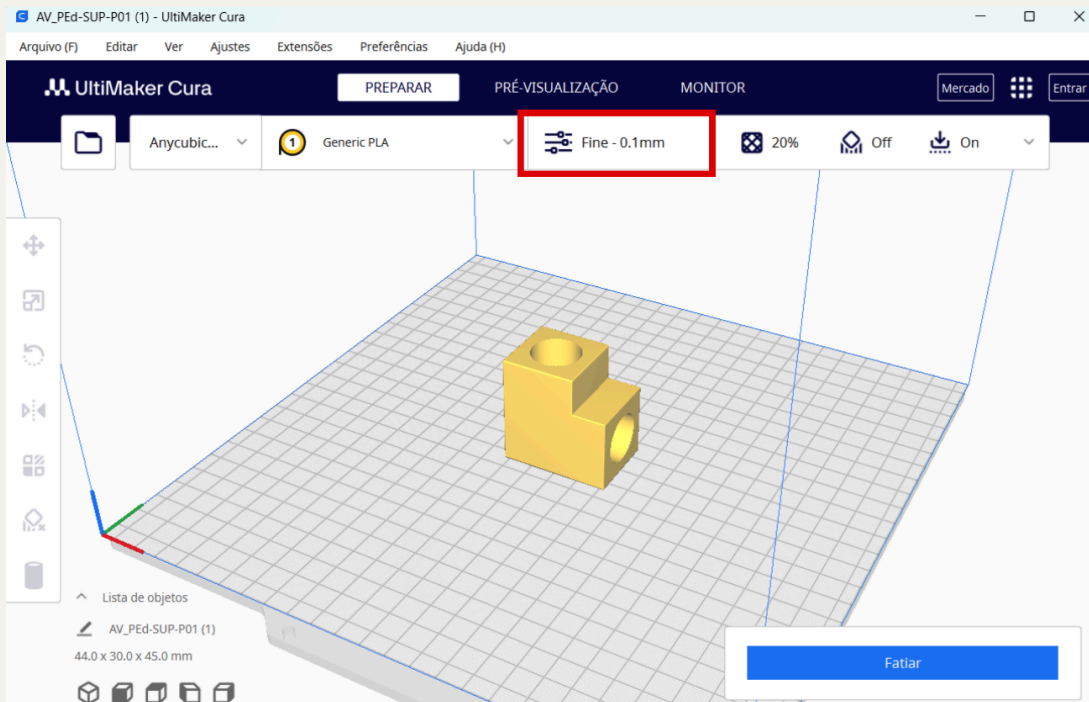 AV_PEd-SUP-P01 (1) - UltiMaker Cura
Arquivo (F) Editar Ver Ajustes Extensões Preferências Ajuda (H)
UltiMaker Cura PREPARAR PRÉ-VISUALIZAÇÃO MONITOR Mercado Entrar
Anycubic... 1 Generic PLA Fine - 0.1mm 20% Off On
Lista de objetos
AV_PEd-SUP-P01 (1)
44.0 x 30.0 x 45.0 mm
Fatiar